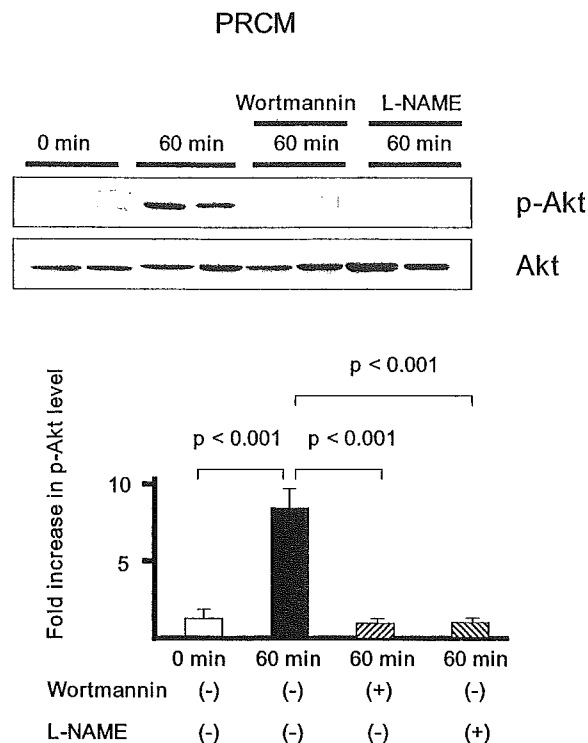 PRCM
Wortmannin L-NAME
0 min 60 min 60 min 60 min
p-Akt
Akt
Fold increase in p-Akt level
p < 0.001
p < 0.001 p < 0.001
10
5
0 min 60 min 60 min 60 min
Wortmannin (-) (-) (+) (-)
L-NAME (-) (-) (-) (+)